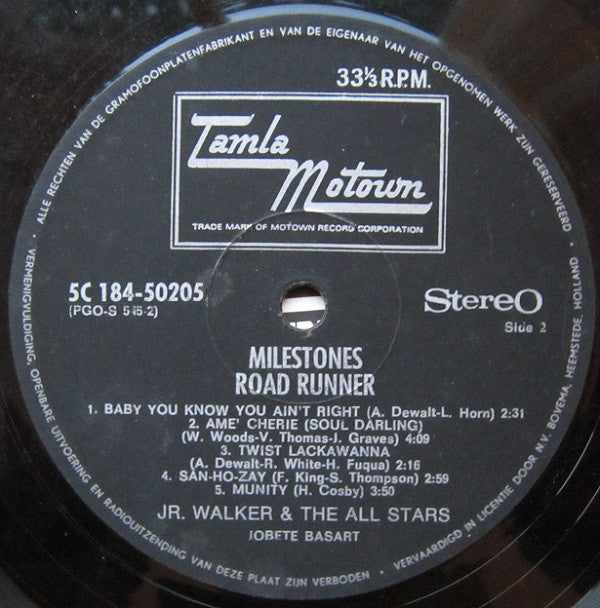 ALLE RECHTEN VAN DE GRAMOFOONPLATENFABRIKANT EN VAN DE EIGENAAR VAN HET OPGENOMEN WERK ZIJN GERESERVEERD
33⅓ R.P.M.
Tamla
Motown
TRADE MARK OF MOTOWN RECORD CORPORATION
5C 184-50205
(PGO-S 515-2)
Stereo
Side 2
MILESTONES
ROAD RUNNER
1. BABY YOU KNOW YOU AIN'T RIGHT (A. Dewalt-L. Horn) 2:31
2. AME' CHERIE (SOUL DARLING)
(W. Woods-V. Thomas-J. Graves) 4:09
3. TWIST LACKAWANNA
(A. Dewalt-R. White-H. Fuqua) 2:16
4. SAN-HO-ZAY (F. King-S. Thompson) 2:59
5. MUNITY (H. Cosby) 3:50
JR. WALKER & THE ALL STARS
JOBETE BASART
VERMENIGVULDIGING, OPENBARE UITVOERING EN RADIOUITZENDING VAN DEZE PLAAT ZIJN VERBODEN
VERVAARDIGD IN LICENTIE DOOR N.V. BOVEMA, HEEMSTEDE, HOLLAND